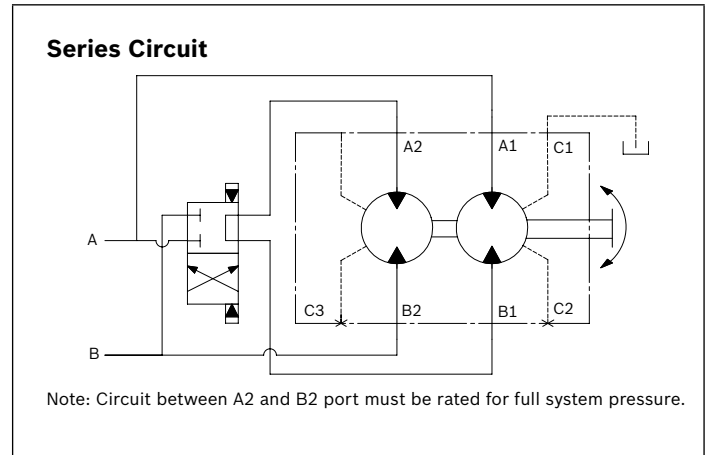 Series Circuit
A2
A1
C1
A
C3
B2
B1
C2
B
Note: Circuit between A2 and B2 port must be rated for full system pressure.